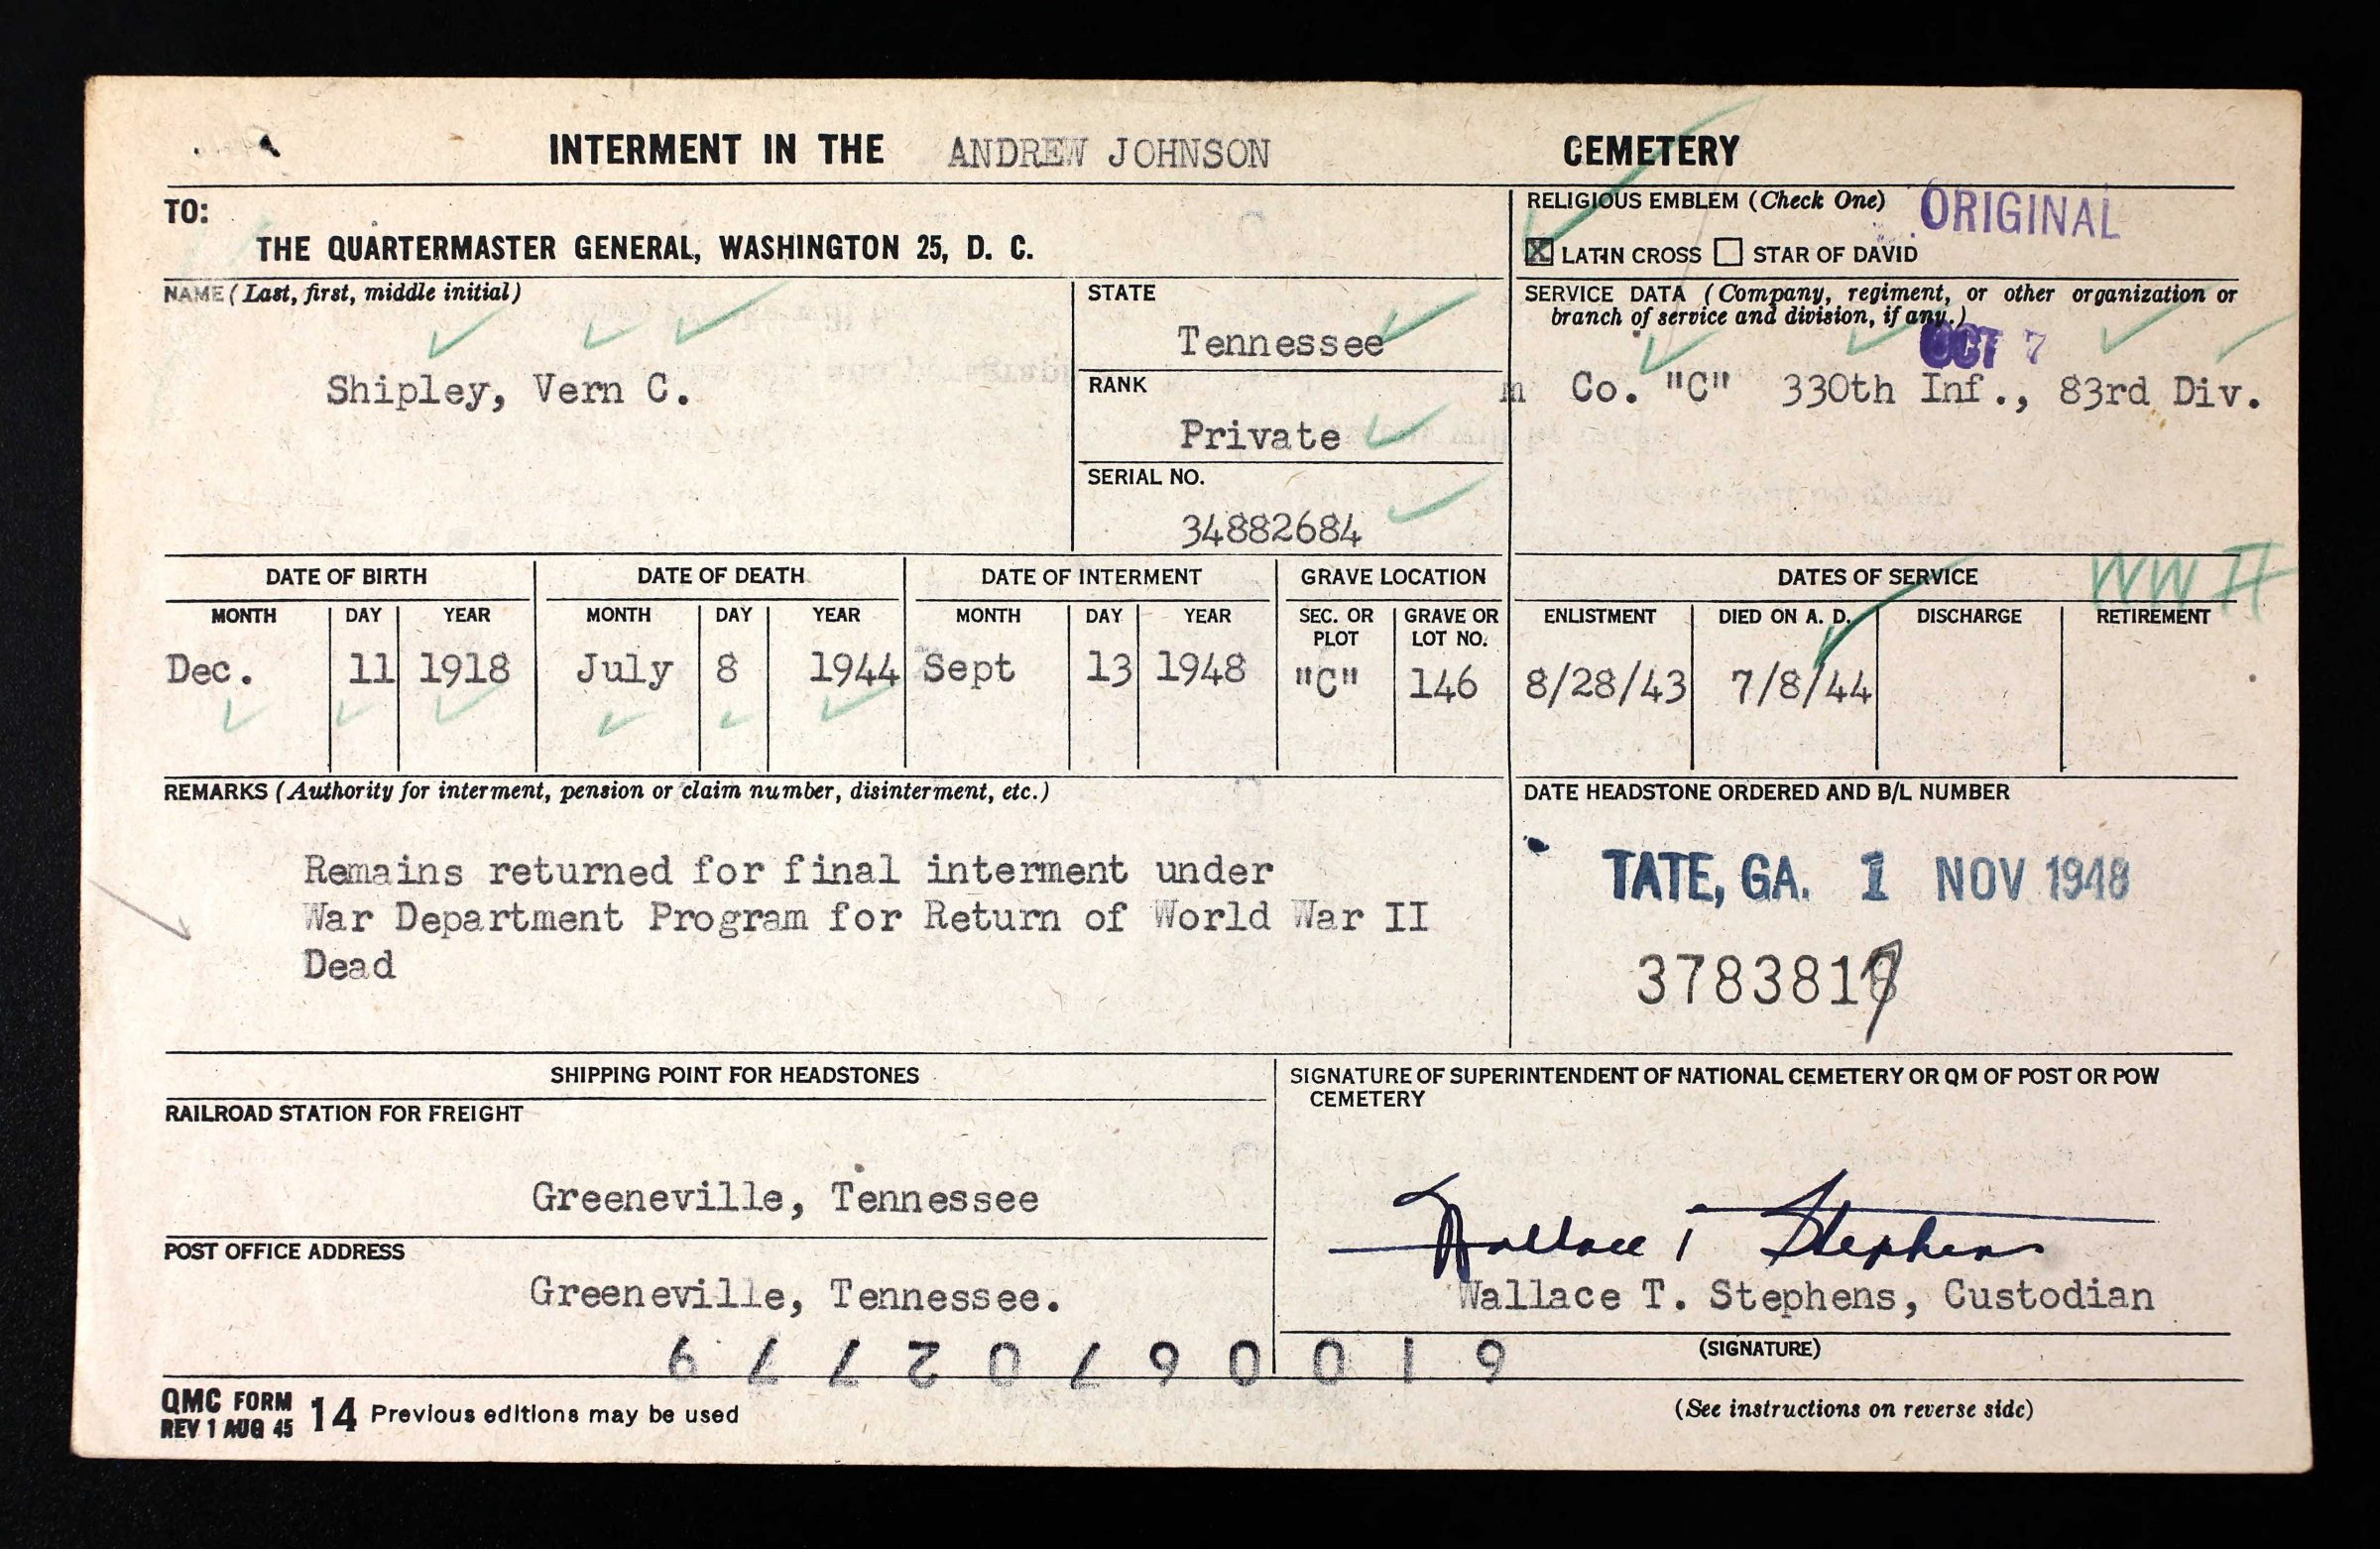 INTERMENT IN THE ANDREW JOHNSON CEMETERY
TO:
THE QUARTERMASTER GENERAL, WASHINGTON 25, D. C.
RELIGIOUS EMBLEM (Check One)
ORIGINAL
X LATIN CROSS STAR OF DAVID
NAME (Last, first, middle initial)
Shipley, Vern C.
STATE
Tennessee
RANK
Private
SERIAL NO.
34882684
SERVICE DATA (Company, regiment, or other organization or
branch of service and division, if any.)
OCT 7
m Co. "C" 330th Inf., 83rd Div.
DATE OF BIRTH
MONTH DAY YEAR
Dec. 11 1918
DATE OF DEATH
MONTH DAY YEAR
July 8 1944
DATE OF INTERMENT
MONTH DAY YEAR
Sept 13 1948
GRAVE LOCATION
SEC. OR PLOT
GRAVE OR LOT NO.
"C" 146
DATES OF SERVICE
WW II
ENLISTMENT DIED ON A. D. DISCHARGE RETIREMENT
8/28/43 7/8/44
REMARKS (Authority for interment, pension or claim number, disinterment, etc.)
Remains returned for final interment under
War Department Program for Return of World War II
Dead
DATE HEADSTONE ORDERED AND B/L NUMBER
TATE, GA. 1 NOV 1948
3783817
SHIPPING POINT FOR HEADSTONES
RAILROAD STATION FOR FREIGHT
Greeneville, Tennessee
POST OFFICE ADDRESS
Greeneville, Tennessee.
SIGNATURE OF SUPERINTENDENT OF NATIONAL CEMETERY OR QM OF POST OR POW
CEMETERY
Wallace T Stephens
Wallace T. Stephens, Custodian
(SIGNATURE)
61006702779
QMC FORM 14 Previous editions may be used
REV 1 AUG 45
(See instructions on reverse side)